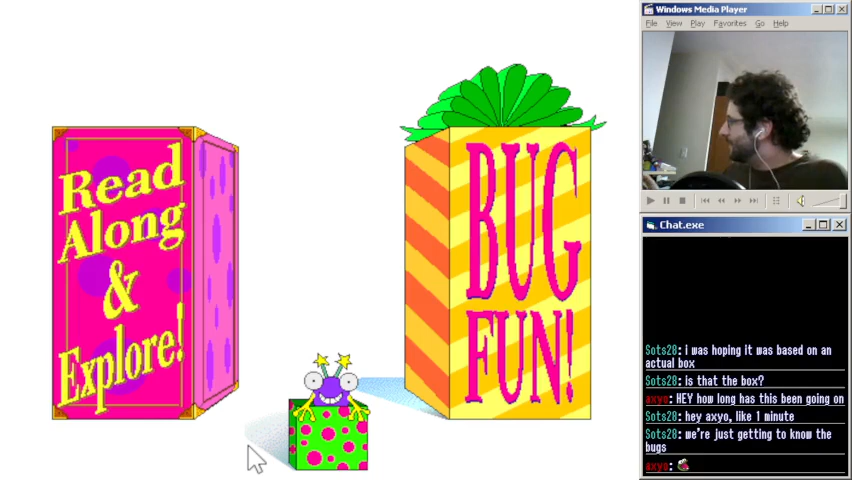 Read
Along
&
Explore!
BUG
FUN!
Windows Media Player
File View Play Favorites Go Help
Chat.exe
Sots28: i was hoping it was based on an
actual box
Sots28: is that the box?
axyo: HEY how long has this been going on
Sots28: hey axyo, like 1 minute
Sots28: we're just getting to know the
bugs
axyo: